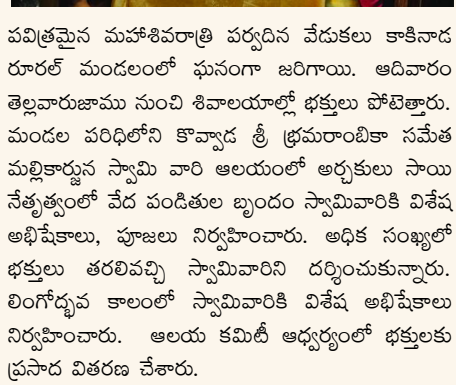 పవిత్రమైన మహాశివరాత్రి పర్వదిన వేడుకలు కాకినాడ
రూరల్ మండలంలో ఘనంగా జరిగాయి. ఆదివారం
తెల్లవారుజాము నుంచి శివాలయాల్లో భక్తులు పోటెత్తారు.
మండల పరిధిలోని కొవ్వాడ శ్రీ భ్రమరాంబికా సమేత
మల్లికార్జున స్వామి వారి ఆలయంలో అర్చకులు సాయి
నేతృత్వంలో వేద పండితుల బృందం స్వామివారికి విశేష
అభిషేకాలు, పూజలు నిర్వహించారు. అధిక సంఖ్యలో
భక్తులు తరలివచ్చి స్వామివారిని దర్శించుకున్నారు.
లింగోద్భవ కాలంలో స్వామివారికి విశేష అభిషేకాలు
నిర్వహించారు. ఆలయ కమిటీ ఆధ్వర్యంలో భక్తులకు
ప్రసాద వితరణ చేశారు.